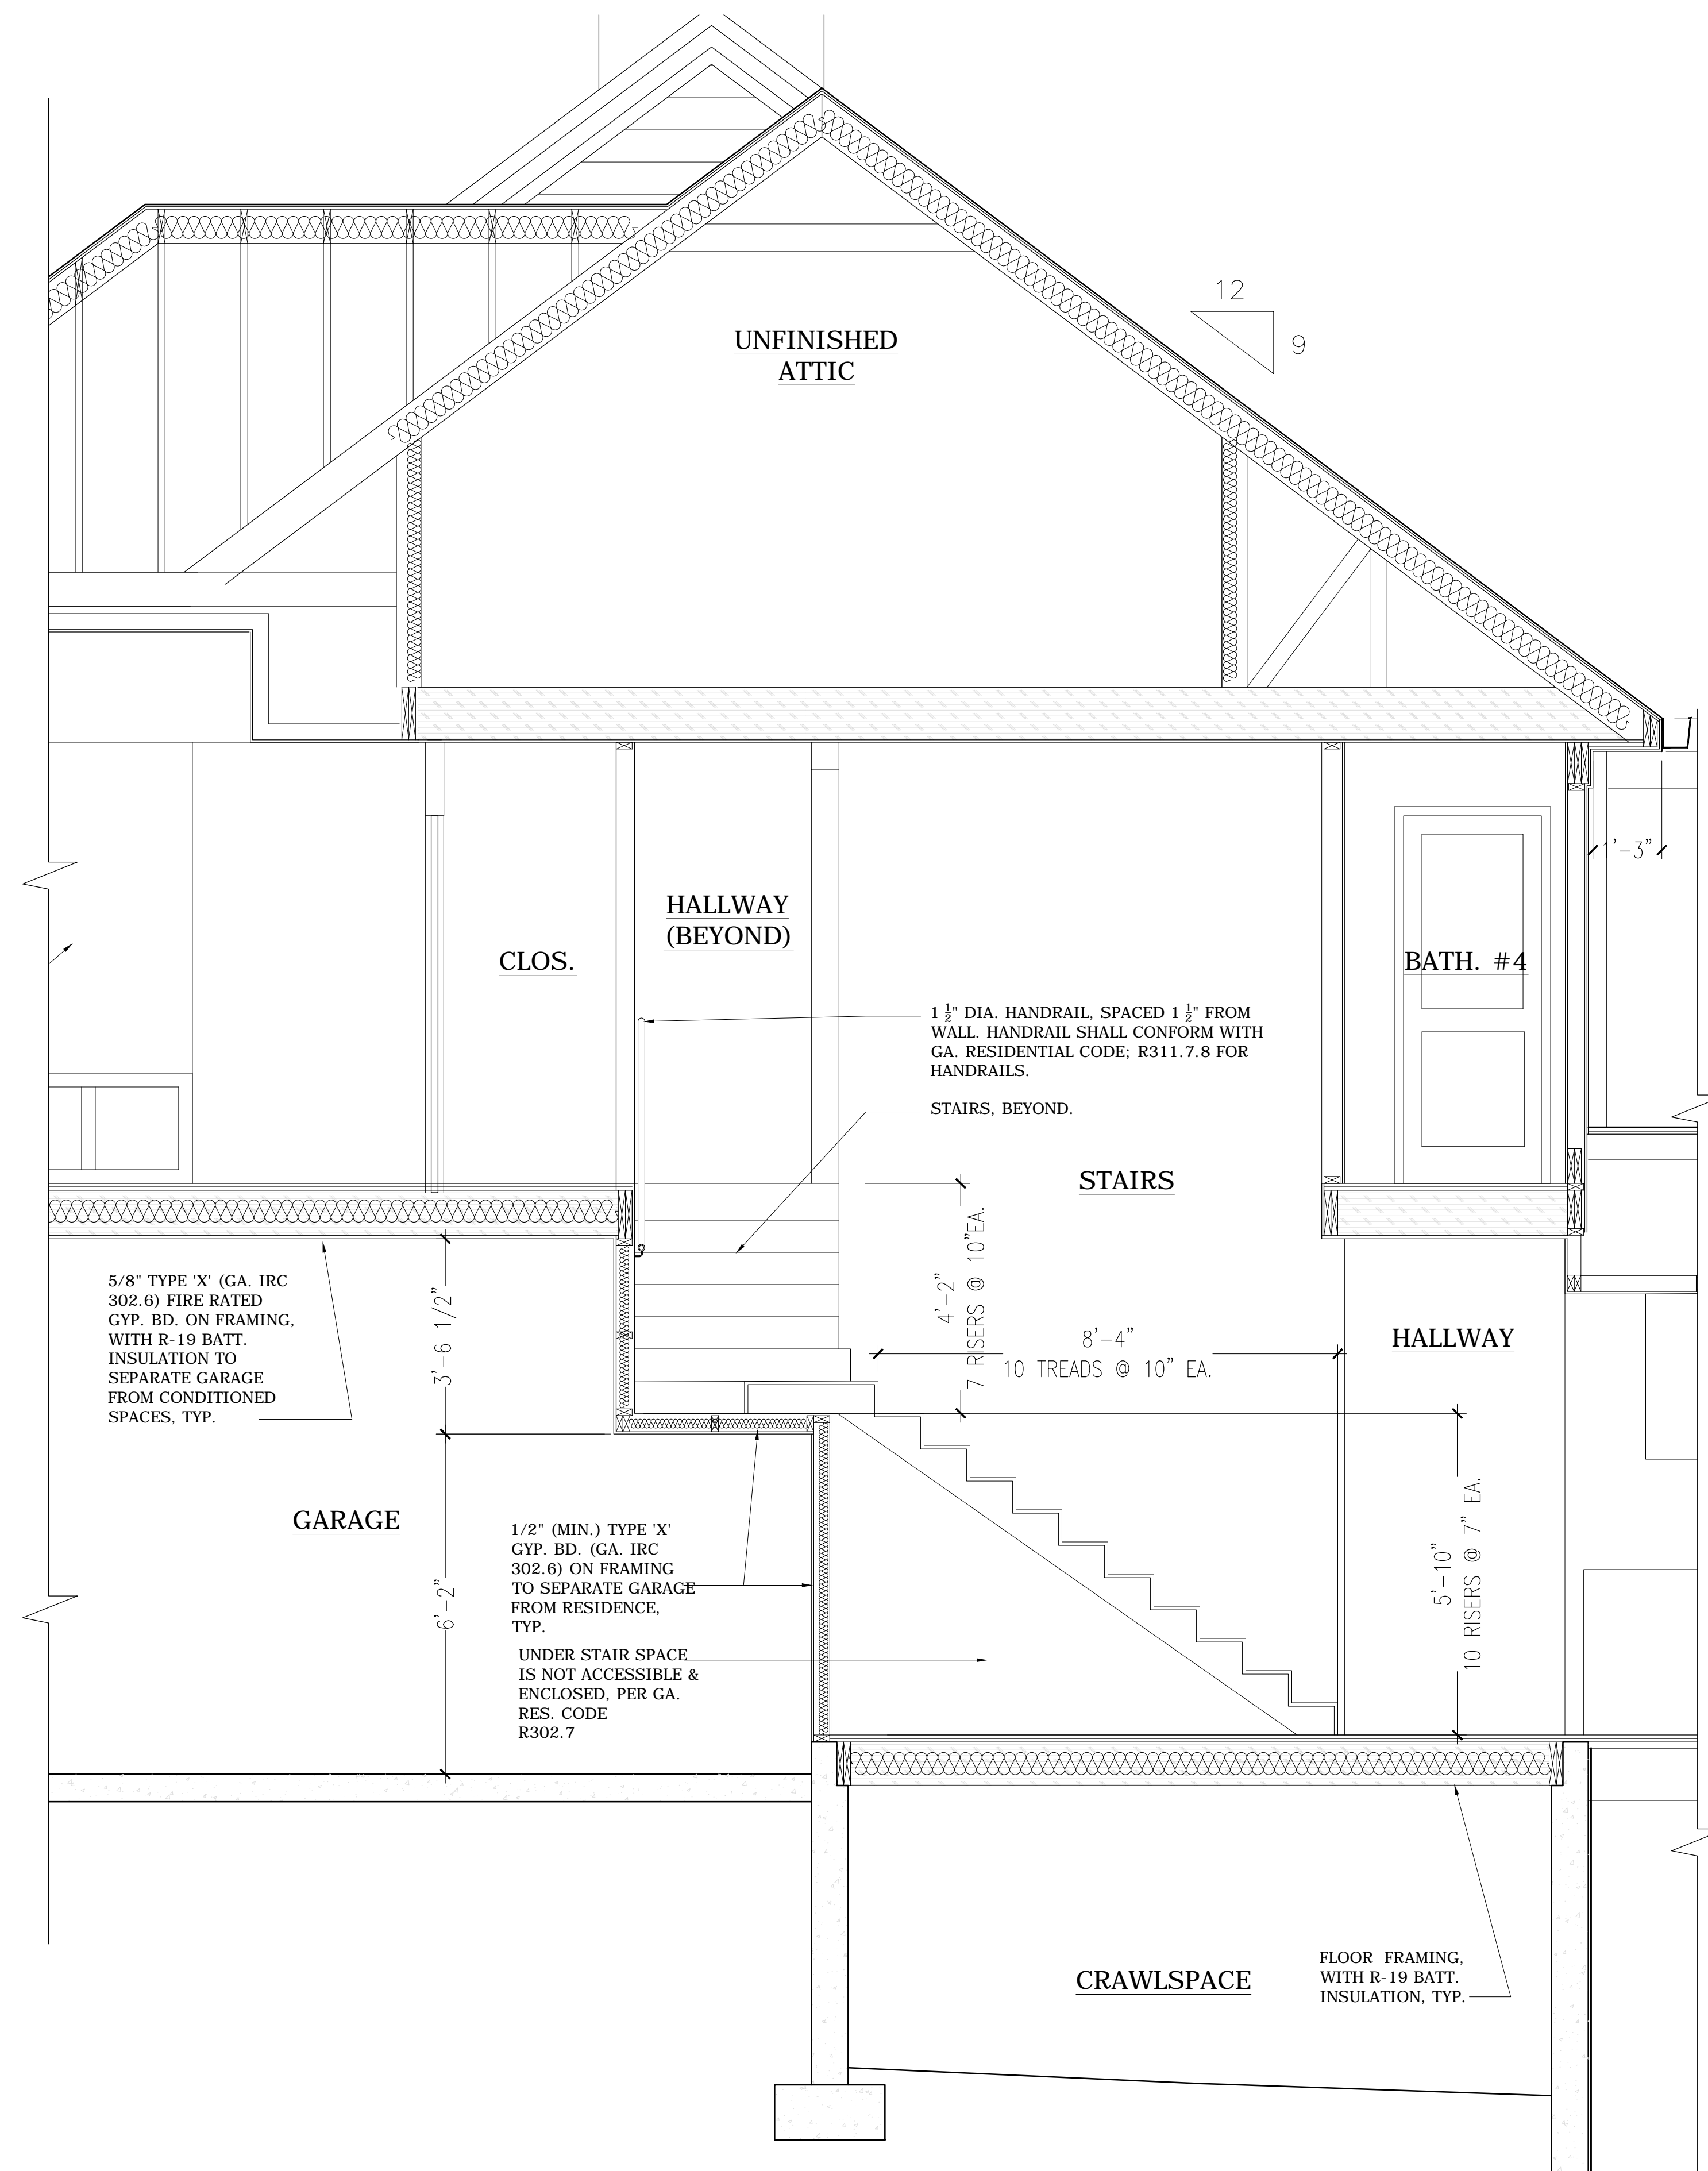 12
9
UNFINISHED
ATTIC
1'-3"
HALLWAY
(BEYOND)
CLOS.
BATH. #4
1 1/2" DIA. HANDRAIL, SPACED 1 1/2" FROM
WALL. HANDRAIL SHALL CONFORM WITH
GA. RESIDENTIAL CODE; R311.7.8 FOR
HANDRAILS.
STAIRS, BEYOND.
STAIRS
4'-2"
7 RISERS @ 10"EA.
5/8" TYPE 'X' (GA. IRC
302.6) FIRE RATED
GYP. BD. ON FRAMING,
WITH R-19 BATT.
INSULATION TO
SEPARATE GARAGE
FROM CONDITIONED
SPACES, TYP.
3'-6 1/2"
8'-4"
10 TREADS @ 10" EA.
HALLWAY
GARAGE
6'-2"
1/2" (MIN.) TYPE 'X'
GYP. BD. (GA. IRC
302.6) ON FRAMING
TO SEPARATE GARAGE
FROM RESIDENCE,
TYP.
UNDER STAIR SPACE
IS NOT ACCESSIBLE &
ENCLOSED, PER GA.
RES. CODE
R302.7
5'-10"
10 RISERS @ 7" EA.
CRAWLSPACE
FLOOR FRAMING,
WITH R-19 BATT.
INSULATION, TYP.